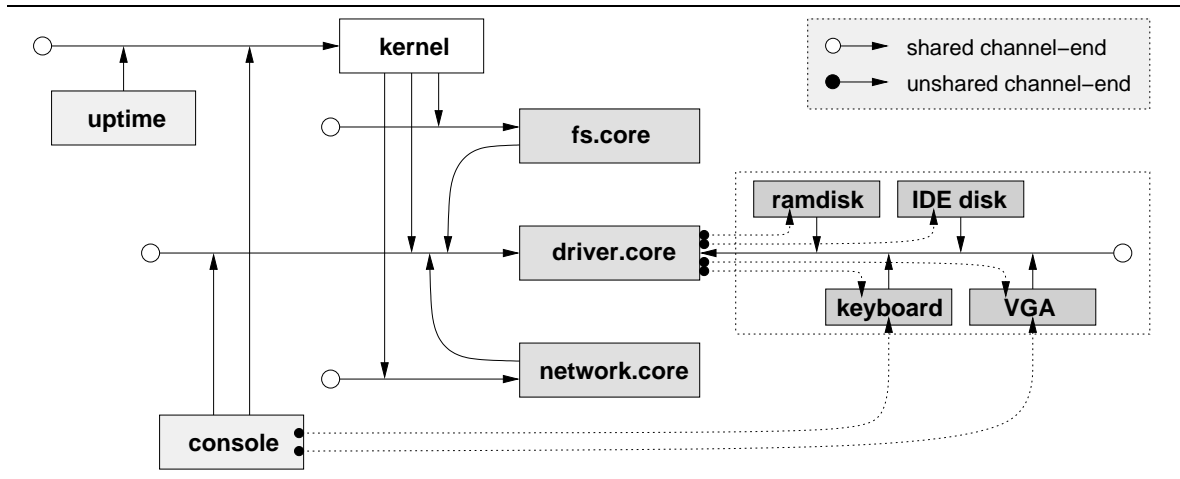 kernel
shared channel–end
unshared channel–end
uptime
fs.core
ramdisk
IDE disk
driver.core
keyboard
VGA
network.core
console